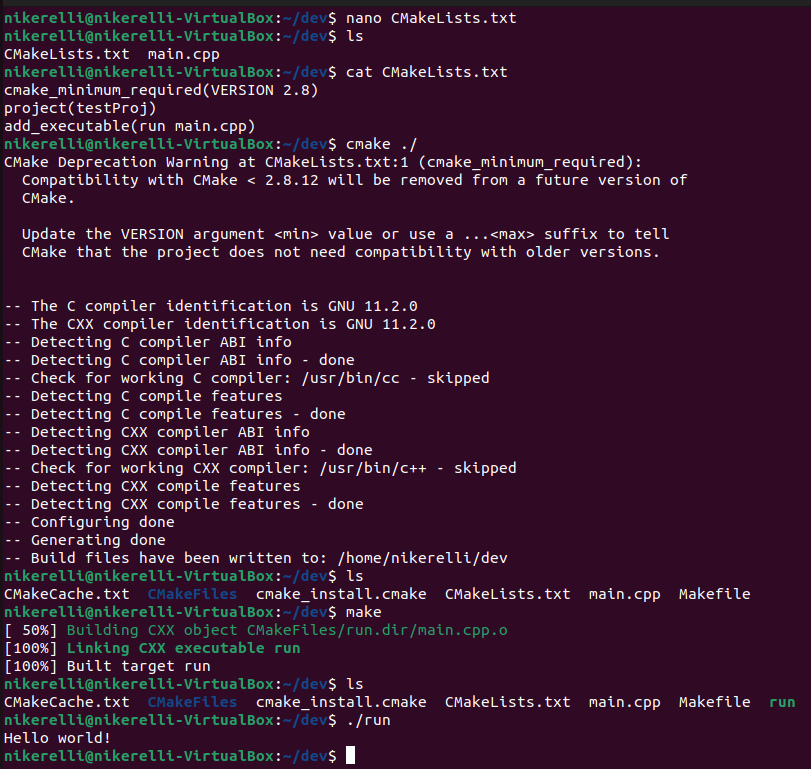 nikerelli@nikerelli-VirtualBox:~/dev$ nano CMakeLists.txt
nikerelli@nikerelli-VirtualBox:~/dev$ ls
CMakeLists.txt  main.cpp
nikerelli@nikerelli-VirtualBox:~/dev$ cat CMakeLists.txt
cmake_minimum_required(VERSION 2.8)
project(testProj)
add_executable(run main.cpp)
nikerelli@nikerelli-VirtualBox:~/dev$ cmake ./
CMake Deprecation Warning at CMakeLists.txt:1 (cmake_minimum_required):
  Compatibility with CMake < 2.8.12 will be removed from a future version of
  CMake.

  Update the VERSION argument <min> value or use a ...<max> suffix to tell
  CMake that the project does not need compatibility with older versions.


-- The C compiler identification is GNU 11.2.0
-- The CXX compiler identification is GNU 11.2.0
-- Detecting C compiler ABI info
-- Detecting C compiler ABI info - done
-- Check for working C compiler: /usr/bin/cc - skipped
-- Detecting C compile features
-- Detecting C compile features - done
-- Detecting CXX compiler ABI info
-- Detecting CXX compiler ABI info - done
-- Check for working CXX compiler: /usr/bin/c++ - skipped
-- Detecting CXX compile features
-- Detecting CXX compile features - done
-- Configuring done
-- Generating done
-- Build files have been written to: /home/nikerelli/dev
nikerelli@nikerelli-VirtualBox:~/dev$ ls
CMakeCache.txt  CMakeFiles  cmake_install.cmake  CMakeLists.txt  main.cpp  Makefile
nikerelli@nikerelli-VirtualBox:~/dev$ make
[ 50%] Building CXX object CMakeFiles/run.dir/main.cpp.o
[100%] Linking CXX executable run
[100%] Built target run
nikerelli@nikerelli-VirtualBox:~/dev$ ls
CMakeCache.txt  CMakeFiles  cmake_install.cmake  CMakeLists.txt  main.cpp  Makefile  run
nikerelli@nikerelli-VirtualBox:~/dev$ ./run
Hello world!
nikerelli@nikerelli-VirtualBox:~/dev$